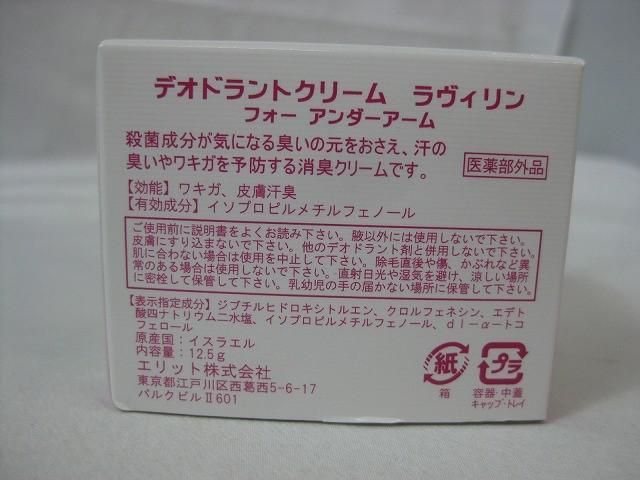 デオドラントクリーム　ラヴィリン
フォー アンダーアーム
殺菌成分が気になる臭いの元をおさえ、汗の
臭いやワキガを予防する消臭クリームです。
医薬部外品
【効能】ワキガ、皮膚汗臭
【有効成分】イソプロピルメチルフェノール
ご使用前に説明書をよくお読み下さい。腋以外には使用しないで下さい。
皮膚にすり込まないで下さい。他のデオドラント剤と併用しないで下さい。
肌に合わない場合は使用を中止して下さい。除毛直後や傷、かぶれなど異
常のある場合は使用しないで下さい。直射日光や湿気を避け、涼しい場所
に密栓して保管して下さい。乳幼児の手の届かない場所に保管して下さい。
【表示指定成分】ジブチルヒドロキシトルエン、クロルフェネシン、エデト
酸四ナトリウム二水塩、イソプロピルメチルフェノール、dl-α-トコ
フェロール
原産国：イスラエル
内容量：12.5g
エリット株式会社
東京都江戸川区西葛西5-6-17
パルクビルⅡ601
紙
箱
プラ
容器・中蓋
キャップ・トレイ